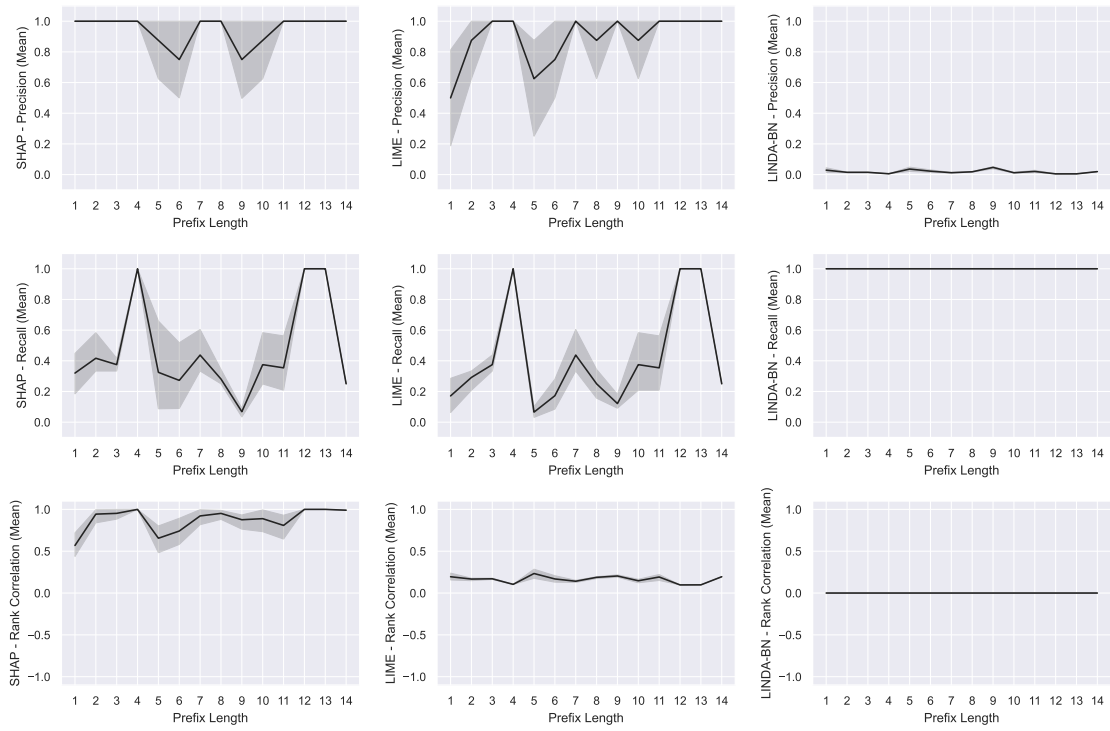 SHAP - Precision (Mean)
1.0
0.8
0.6
0.4
0.2
0.0
1 2 3 4 5 6 7 8 9 10 11 12 13 14
Prefix Length
LIME - Precision (Mean)
1.0
0.8
0.6
0.4
0.2
0.0
1 2 3 4 5 6 7 8 9 10 11 12 13 14
Prefix Length
LINDA-BN - Precision (Mean)
1.0
0.8
0.6
0.4
0.2
0.0
1 2 3 4 5 6 7 8 9 10 11 12 13 14
Prefix Length
SHAP - Recall (Mean)
1.0
0.8
0.6
0.4
0.2
0.0
1 2 3 4 5 6 7 8 9 10 11 12 13 14
Prefix Length
LIME - Recall (Mean)
1.0
0.8
0.6
0.4
0.2
0.0
1 2 3 4 5 6 7 8 9 10 11 12 13 14
Prefix Length
LINDA-BN - Recall (Mean)
1.0
0.8
0.6
0.4
0.2
0.0
1 2 3 4 5 6 7 8 9 10 11 12 13 14
Prefix Length
SHAP - Rank Correlation (Mean)
1.0
0.5
0.0
−0.5
−1.0
1 2 3 4 5 6 7 8 9 10 11 12 13 14
Prefix Length
LIME - Rank Correlation (Mean)
1.0
0.5
0.0
−0.5
−1.0
1 2 3 4 5 6 7 8 9 10 11 12 13 14
Prefix Length
LINDA-BN - Rank Correlation (Mean)
1.0
0.5
0.0
−0.5
−1.0
1 2 3 4 5 6 7 8 9 10 11 12 13 14
Prefix Length